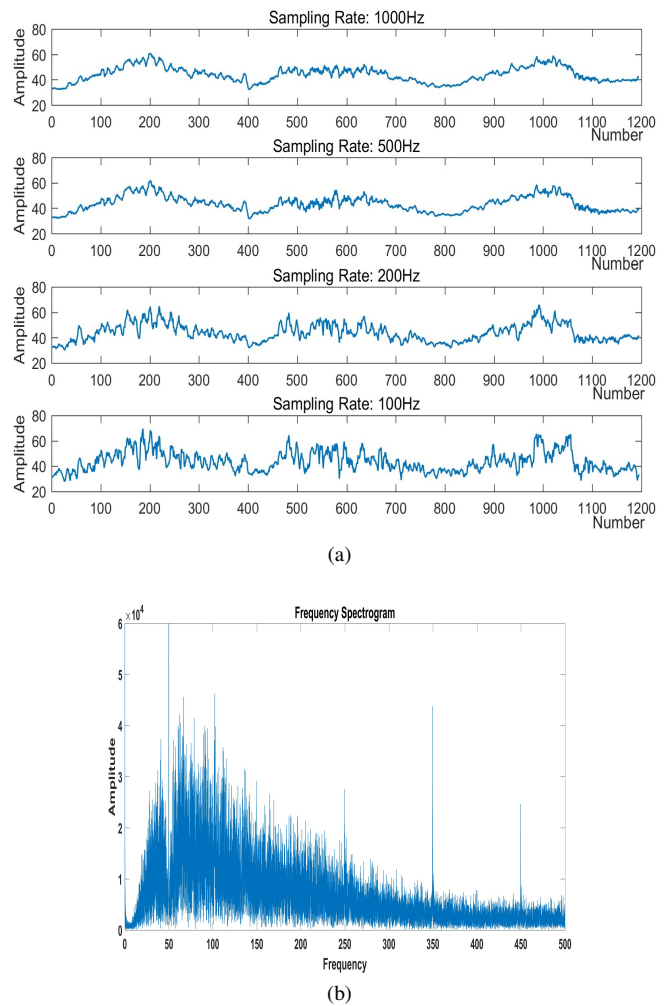 Sampling Rate: 1000Hz
Amplitude
80
60
40
20
0 100 200 300 400 500 600 700 800 900 1000 1100 1200
Number
Sampling Rate: 500Hz
Amplitude
80
60
40
20
0 100 200 300 400 500 600 700 800 900 1000 1100 1200
Number
Sampling Rate: 200Hz
Amplitude
80
60
40
20
0 100 200 300 400 500 600 700 800 900 1000 1100 1200
Number
Sampling Rate: 100Hz
Amplitude
80
60
40
20
0 100 200 300 400 500 600 700 800 900 1000 1100 1200
Number
(a)
×10^4
Frequency Spectrogram
Amplitude
6
5
4
3
2
1
0
0 50 100 150 200 250 300 350 400 450 500
Frequency
(b)